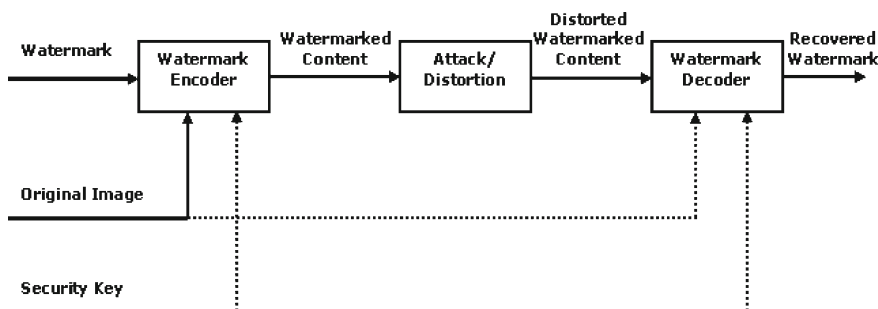 Watermark
Watermark
Encoder
Watermarked
Content
Attack/
Distortion
Distorted
Watermarked
Content
Watermark
Decoder
Recovered
Watermark
Original Image
Security Key